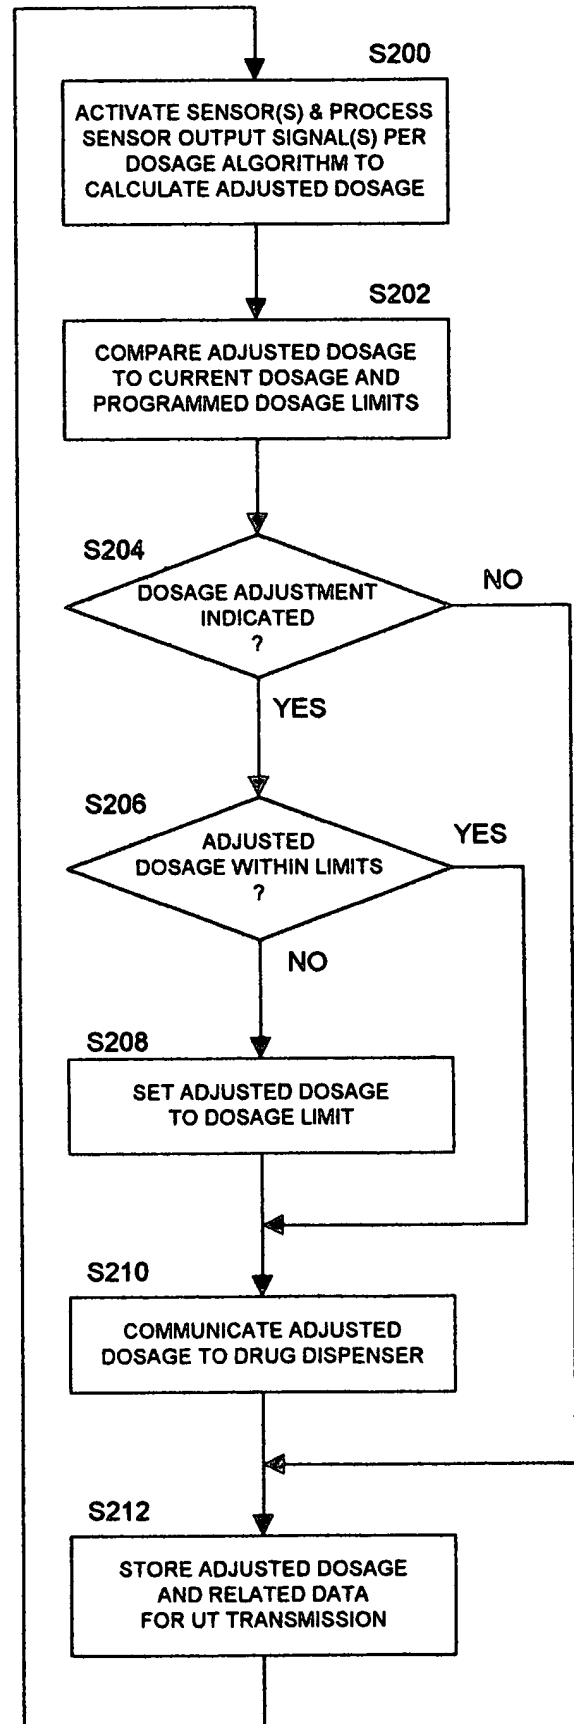 S200
ACTIVATE SENSOR(S) & PROCESS
SENSOR OUTPUT SIGNAL(S) PER
DOSAGE ALGORITHM TO
CALCULATE ADJUSTED DOSAGE
S202
COMPARE ADJUSTED DOSAGE
TO CURRENT DOSAGE AND
PROGRAMMED DOSAGE LIMITS
S204
DOSAGE ADJUSTMENT
INDICATED
?
NO
YES
S206
ADJUSTED
DOSAGE WITHIN LIMITS
?
YES
NO
S208
SET ADJUSTED DOSAGE
TO DOSAGE LIMIT
S210
COMMUNICATE ADJUSTED
DOSAGE TO DRUG DISPENSER
S212
STORE ADJUSTED DOSAGE
AND RELATED DATA
FOR UT TRANSMISSION